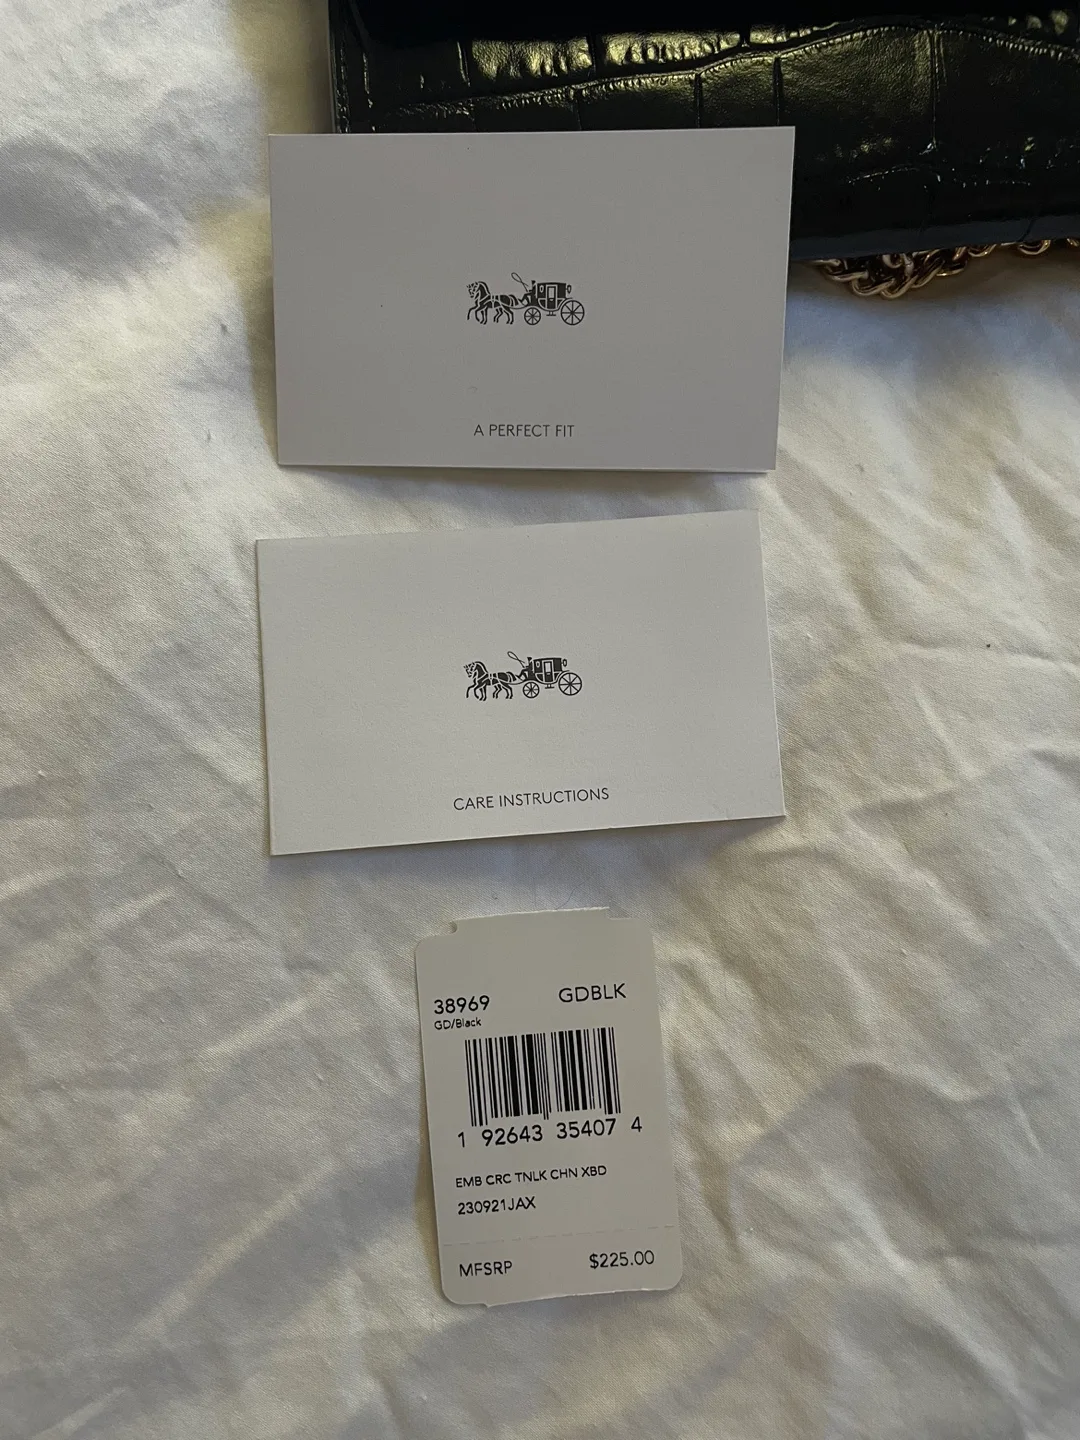 A PERFECT FIT
CARE INSTRUCTIONS
38969 GDBLK
GD/Black
1 92643 35407 4
EMB CRC TNLK CHN XBD
230921JAX
MFSRP $225.00